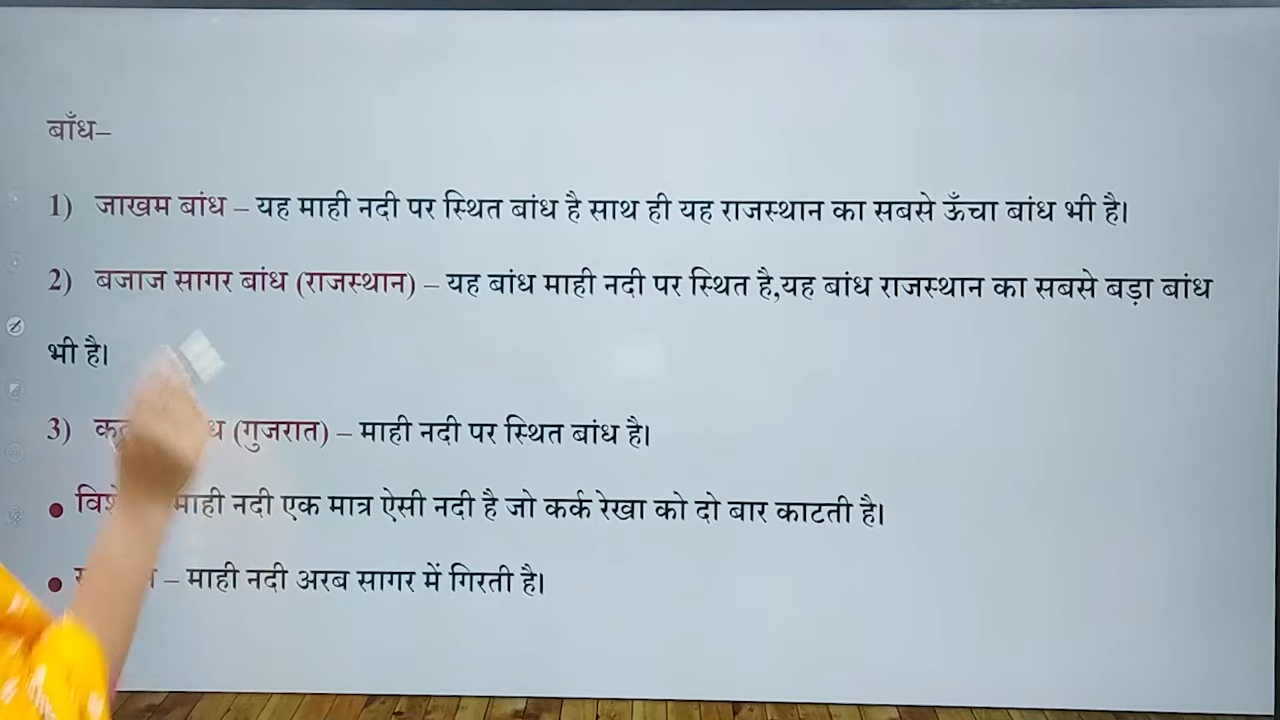 बाँध–
1) जाखम बांध – यह माही नदी पर स्थित बांध है साथ ही यह राजस्थान का सबसे ऊँचा बांध भी है।
2) बजाज सागर बांध (राजस्थान) – यह बांध माही नदी पर स्थित है,यह बांध राजस्थान का सबसे बड़ा बांध
भी है।
3) (गुजरात) – माही नदी पर स्थित बांध है।
• माही नदी एक मात्र ऐसी नदी है जो कर्क रेखा को दो बार काटती है।
• – माही नदी अरब सागर में गिरती है।